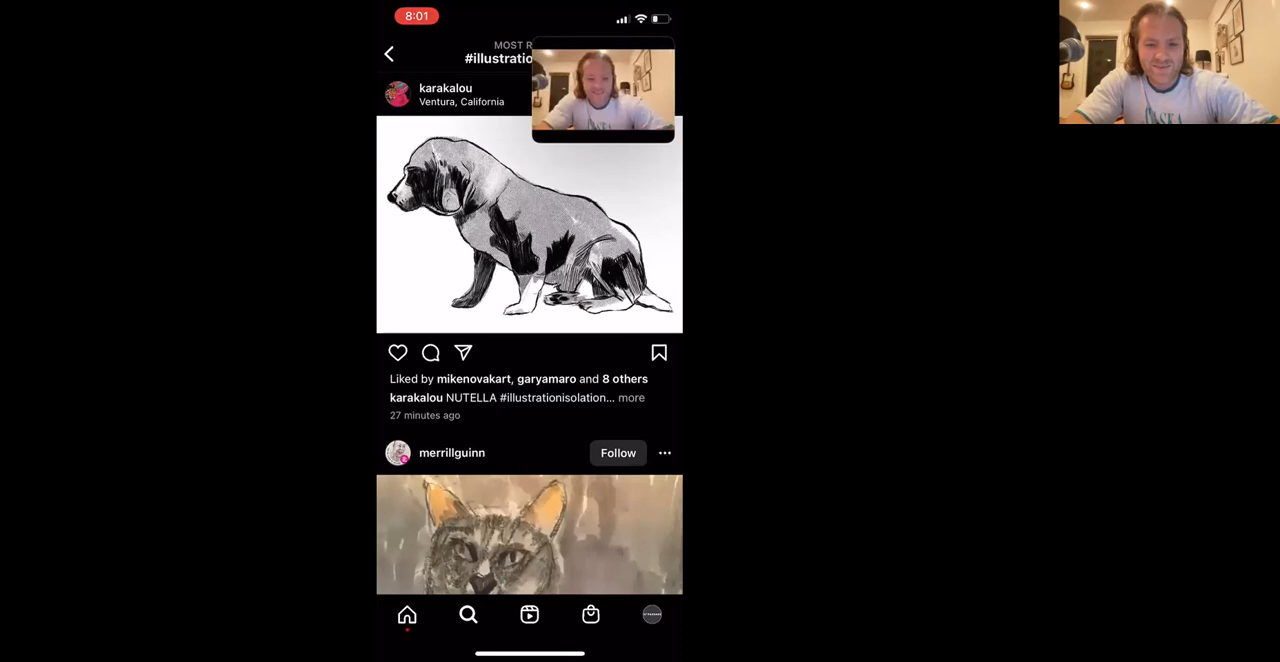 8:01
MOST R
#illustratio
karakalou
Ventura, California
Liked by mikenovakart, garyamaro and 8 others
karakalou NUTELLA #illustrationisolation... more
27 minutes ago
merrillguinn
Follow